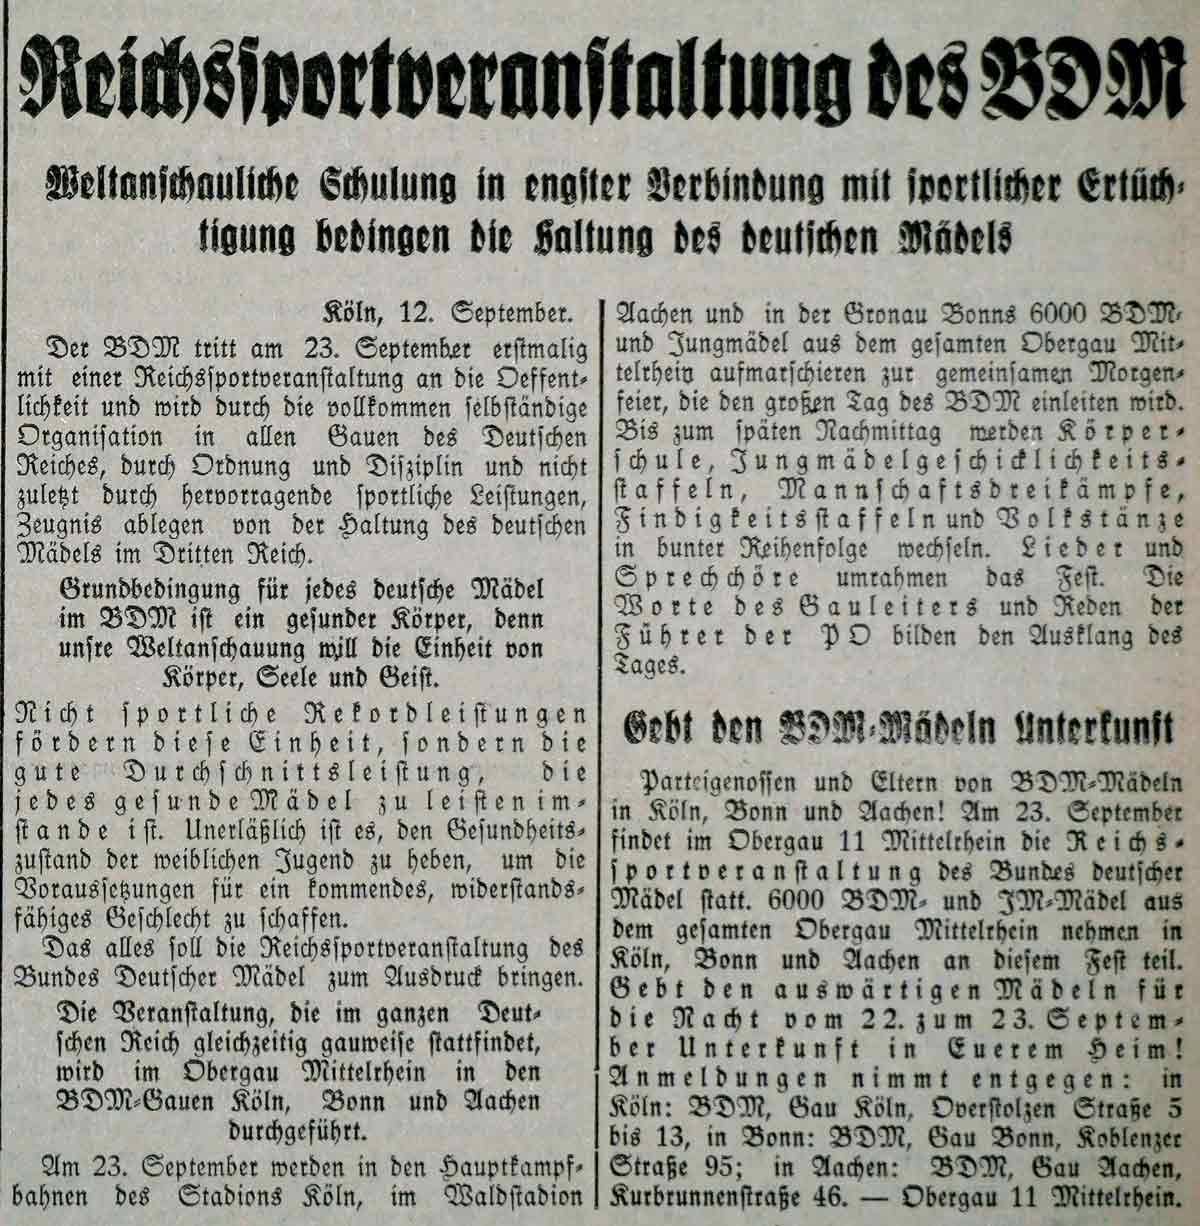 Reichssportveranstaltung des BDM
Weltanschauliche Schulung in engster Verbindung mit sportlicher Ertüch-
tigung bedingen die Haltung des deutschen Mädels
Köln, 12. September.
Der BDM tritt am 23. September erstmalig
mit einer Reichssportveranstaltung an die Oeffent-
lichkeit und wird durch die vollkommen selbständige
Organisation in allen Gauen des Deutschen
Reiches, durch Ordnung und Disziplin und nicht
zuletzt durch hervorragende sportliche Leistungen,
Zeugnis ablegen von der Haltung des deutschen
Mädels im Dritten Reich.
Grundbedingung für jedes deutsche Mädel
im BDM ist ein gesunder Körper, denn
unsre Weltanschauung will die Einheit von
Körper, Seele und Geist.
Nicht sportliche Rekordleistungen
fördern diese Einheit, sondern die
gute Durchschnittsleistung, die
jedes gesunde Mädel zu leisten im-
stande ist. Unerläßlich ist es, den Gesundheits-
zustand der weiblichen Jugend zu heben, um die
Voraussetzungen für ein kommendes, widerstands-
fähiges Geschlecht zu schaffen.
Das alles soll die Reichssportveranstaltung des
Bundes Deutscher Mädel zum Ausdruck bringen.
Die Veranstaltung, die im ganzen Deut-
schen Reich gleichzeitig gauweise stattfindet,
wird im Obergau Mittelrhein in den
BDM-Gauen Köln, Bonn und Aachen
durchgeführt.
Am 23. September werden in den Hauptkampf-
bahnen des Stadions Köln, im Waldstadion
Aachen und in der Gronau Bonns 6000 BDM-
und Jungmädel aus dem gesamten Obergau Mit-
telrhein aufmarschieren zur gemeinsamen Morgen-
feier, die den großen Tag des BDM einleiten wird.
Bis zum späten Nachmittag werden Körper-
schule, Jungmädelgeschicklichkeits-
staffeln, Mannschaftsdreikämpfe,
Findigkeitsstaffeln und Volkstänze
in bunter Reihenfolge wechseln. Lieder und
Sprechchöre umrahmen das Fest. Die
Worte des Gauleiters und Reden der
Führer der PO bilden den Ausklang des
Tages.
Gebt den BDM-Mädeln Unterkunft
Parteigenossen und Eltern von BDM-Mädeln
in Köln, Bonn und Aachen! Am 23. September
findet im Obergau 11 Mittelrhein die Reichs-
sportveranstaltung des Bundes deutscher
Mädel statt. 6000 BDM- und JM-Mädel aus
dem gesamten Obergau Mittelrhein nehmen in
Köln, Bonn und Aachen an diesem Fest teil.
Gebt den auswärtigen Mädeln für
die Nacht vom 22. zum 23. Septem-
ber Unterkunft in Euerem Heim!
Anmeldungen nimmt entgegen: in
Köln: BDM, Gau Köln, Overstolzen Straße 5
bis 13, in Bonn: BDM, Gau Bonn, Koblenzer
Straße 95; in Aachen: BDM, Gau Aachen,
Kurbrunnenstraße 46. — Obergau 11 Mittelrhein.